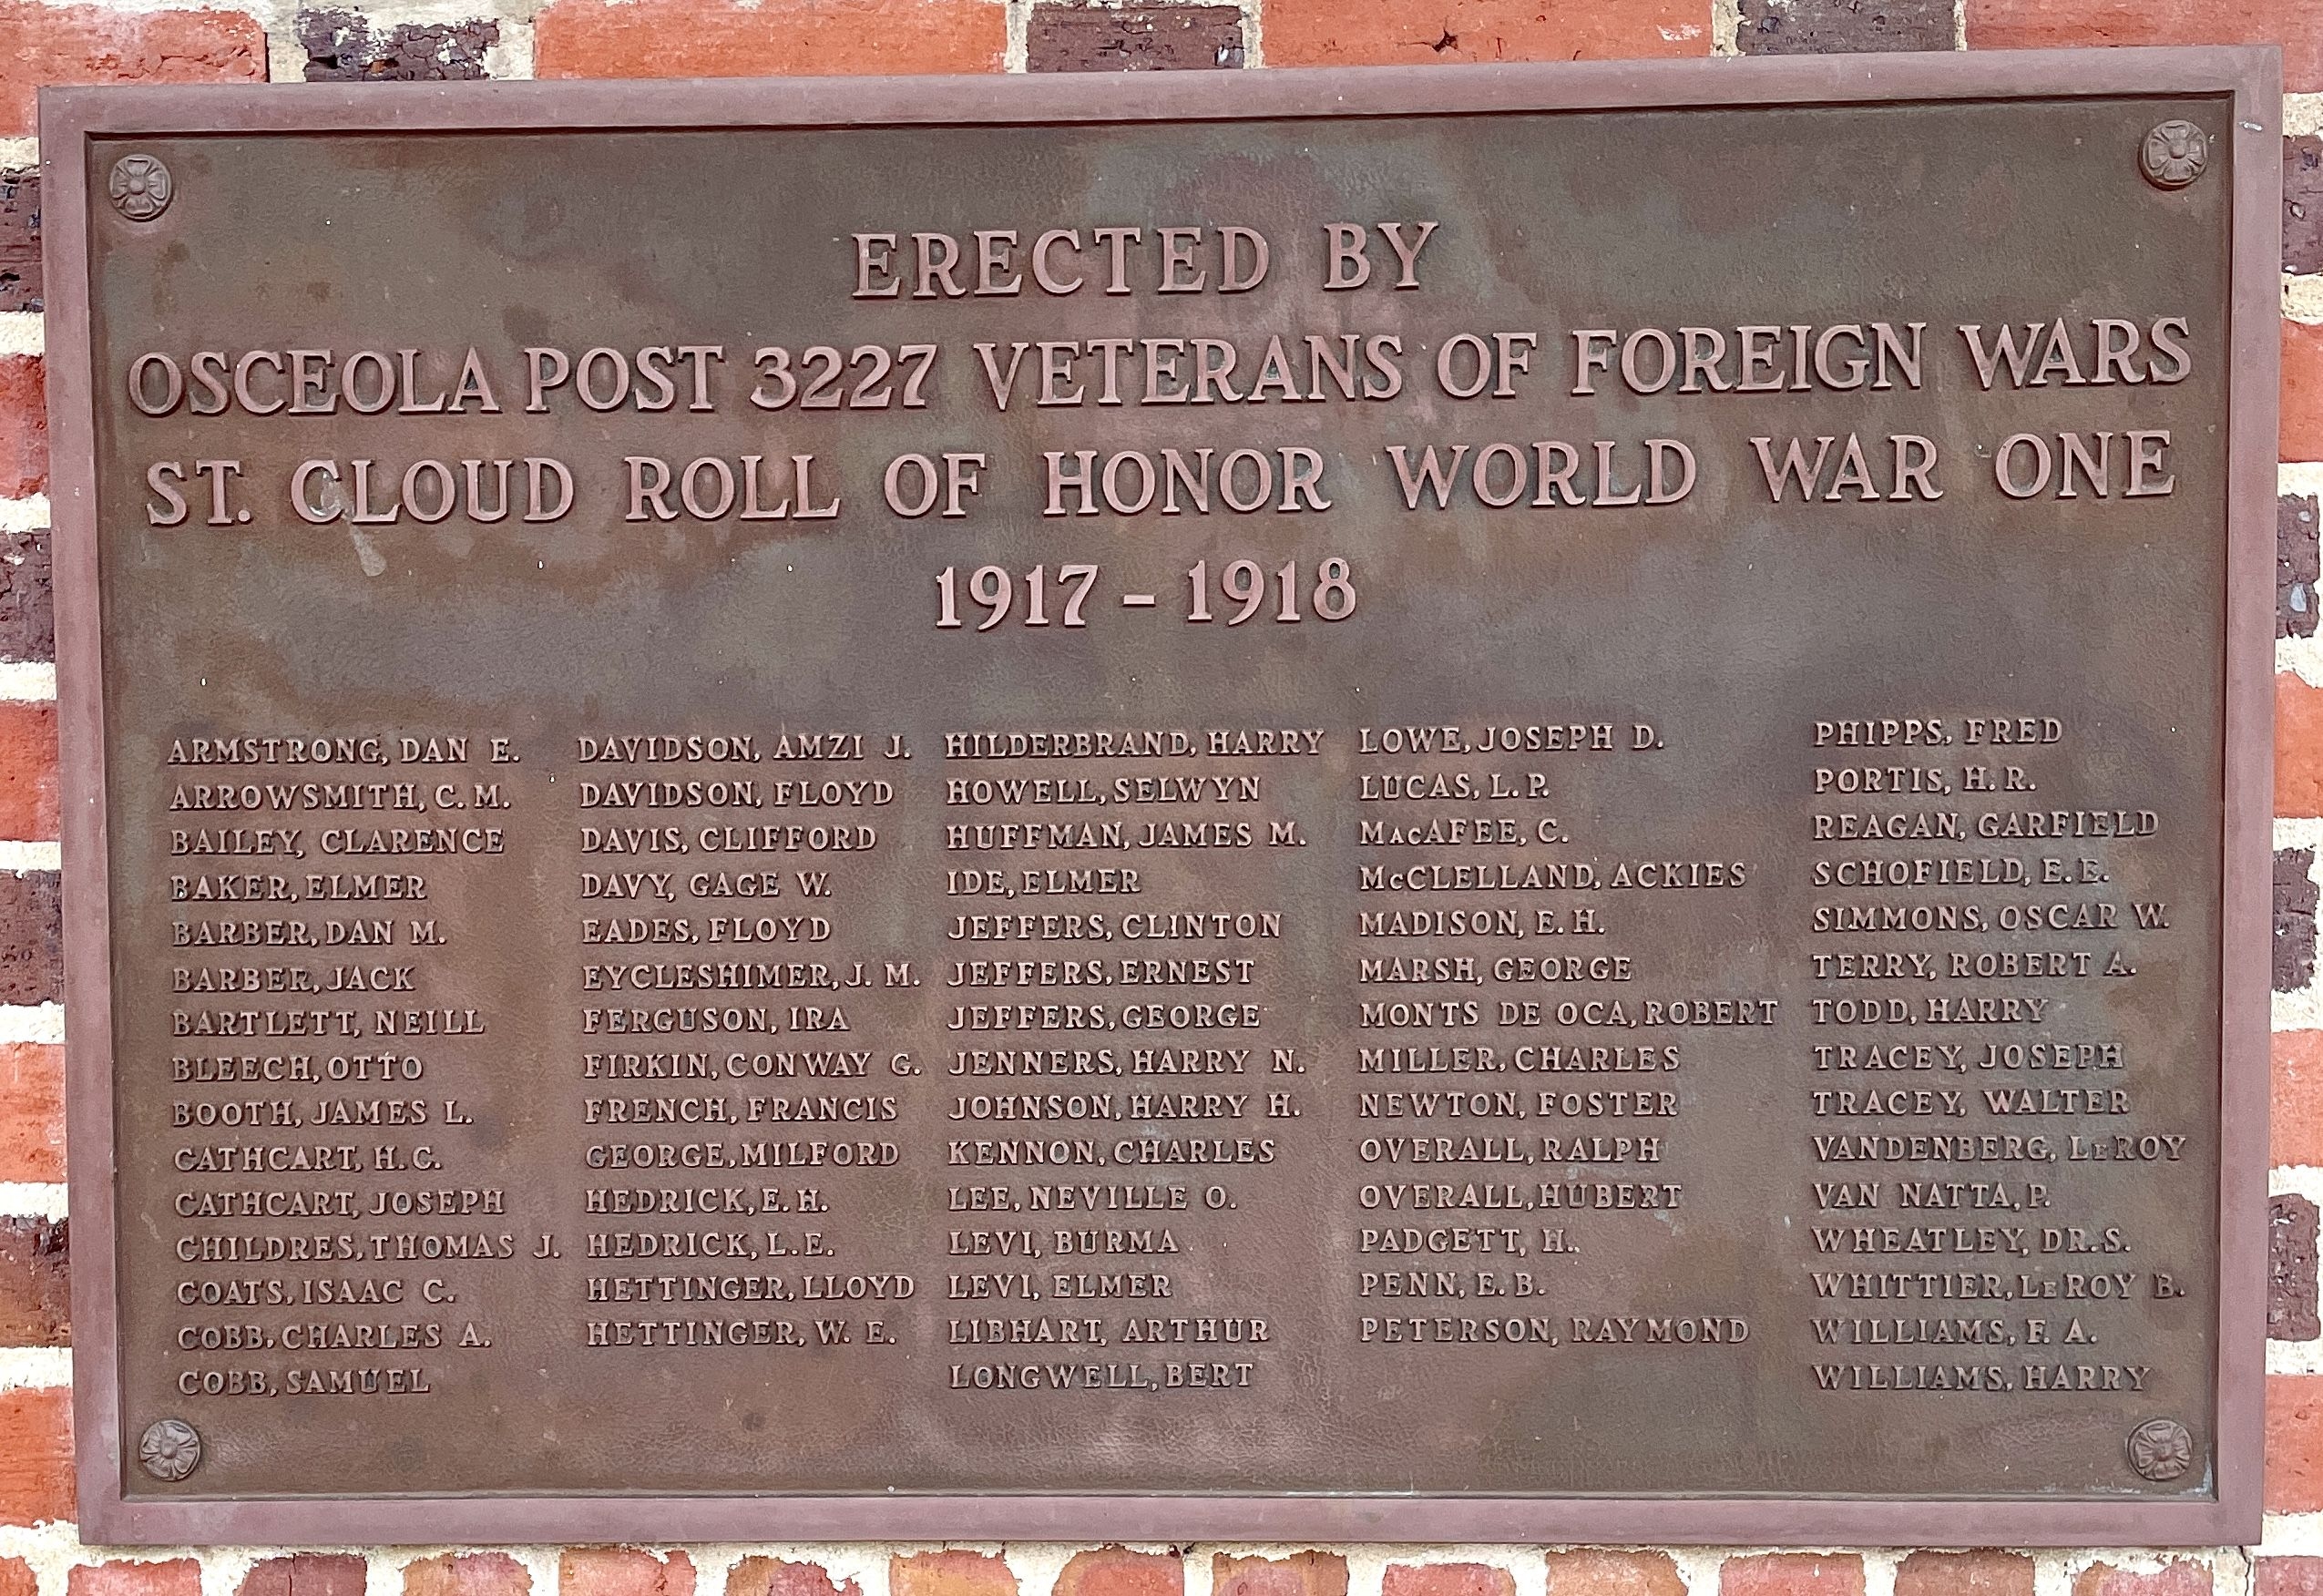 ERECTED BY
OSCEOLA POST 3227 VETERANS OF FOREIGN WARS
ST. CLOUD ROLL OF HONOR WORLD WAR ONE
1917 - 1918
ARMSTRONG, DAN E.
ARROWSMITH, C. M.
BAILEY, CLARENCE
BAKER, ELMER
BARBER, DAN M.
BARBER, JACK
BARTLETT, NEILL
BLEECH, OTTO
BOOTH, JAMES L.
CATHCART, H. C.
CATHCART, JOSEPH
CHILDRES, THOMAS J.
COATS, ISAAC C.
COBB, CHARLES A.
COBB, SAMUEL
DAVIDSON, AMZI J.
DAVIDSON, FLOYD
DAVIS, CLIFFORD
DAVY, GAGE W.
EADES, FLOYD
EYCLESHIMER, J. M.
FERGUSON, IRA
FIRKIN, CONWAY G.
FRENCH, FRANCIS
GEORGE, MILFORD
HEDRICK, E. H.
HEDRICK, L. E.
HETTINGER, LLOYD
HETTINGER, W. E.
HILDERBRAND, HARRY
HOWELL, SELWYN
HUFFMAN, JAMES M.
IDE, ELMER
JEFFERS, CLINTON
JEFFERS, ERNEST
JEFFERS, GEORGE
JENNERS, HARRY N.
JOHNSON, HARRY H.
KENNON, CHARLES
LEE, NEVILLE O.
LEVI, BURMA
LEVI, ELMER
LIBHART, ARTHUR
LONGWELL, BERT
LOWE, JOSEPH D.
LUCAS, L. P.
MacAFEE, C.
McCLELLAND, ACKIES
MADISON, E. H.
MARSH, GEORGE
MONTS DE OCA, ROBERT
MILLER, CHARLES
NEWTON, FOSTER
OVERALL, RALPH
OVERALL, HUBERT
PADGETT, H.
PENN, E. B.
PETERSON, RAYMOND
PHIPPS, FRED
PORTIS, H. R.
REAGAN, GARFIELD
SCHOFIELD, E. E.
SIMMONS, OSCAR W.
TERRY, ROBERT A.
TODD, HARRY
TRACEY, JOSEPH
TRACEY, WALTER
VANDENBERG, LeROY
VAN NATTA, P.
WHEATLEY, DR. S.
WHITTIER, LeROY B.
WILLIAMS, F. A.
WILLIAMS, HARRY